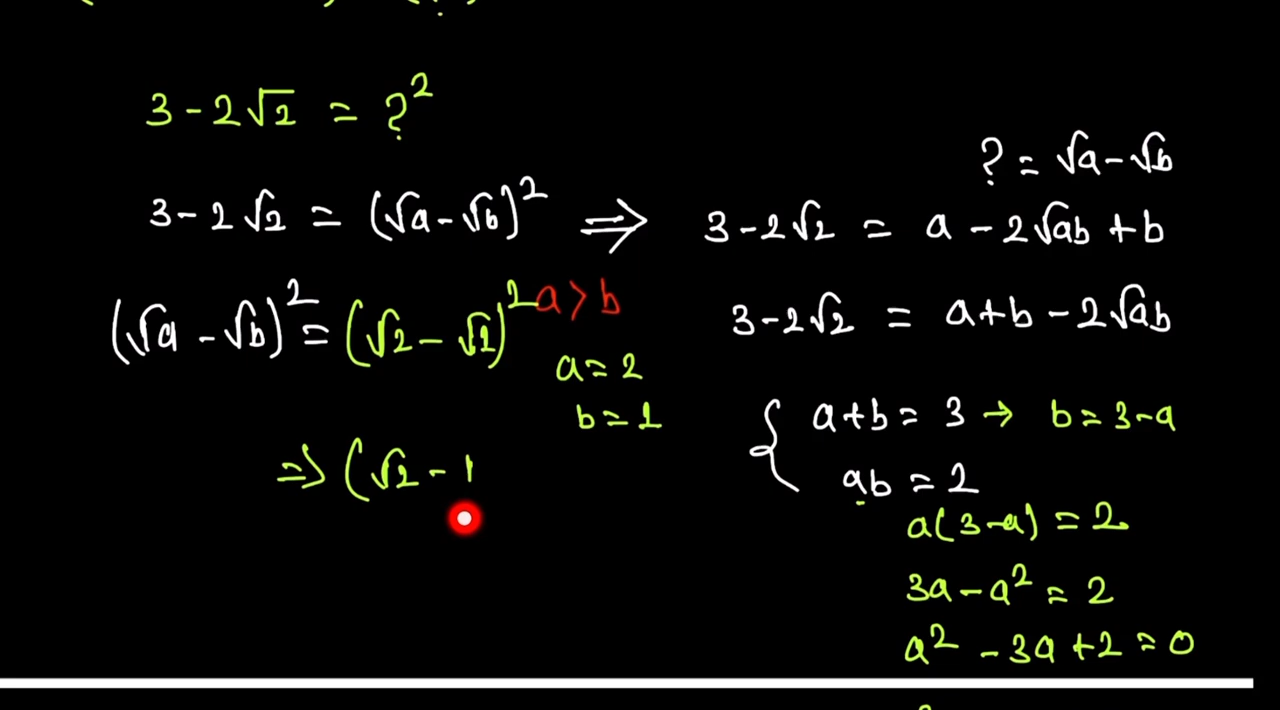 3 - 2√2 = ?²
? = √a - √b
3 - 2√2 = (√a - √b)² ⇒ 3 - 2√2 = a - 2√ab + b
(√a - √b)² = (√2 - √1)² a > b
3 - 2√2 = a + b - 2√ab
a = 2
b = 1
a + b = 3 → b = 3 - a
⇒ (√2 - 1
ab = 2
a(3 - a) = 2
3a - a² = 2
a² - 3a + 2 = 0